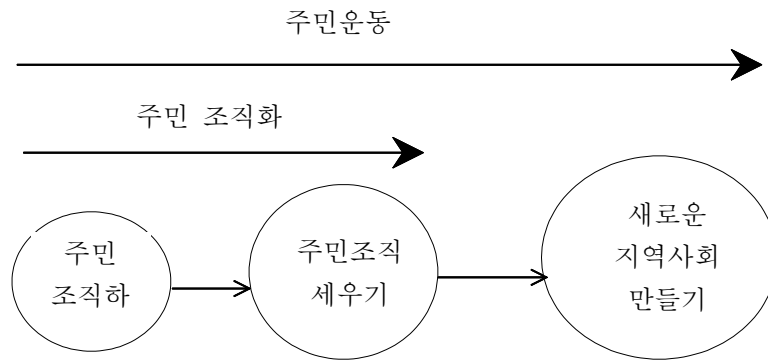 주민운동
주민 조직화
주민
조직하
주민조직
세우기
새로운
지역사회
만들기